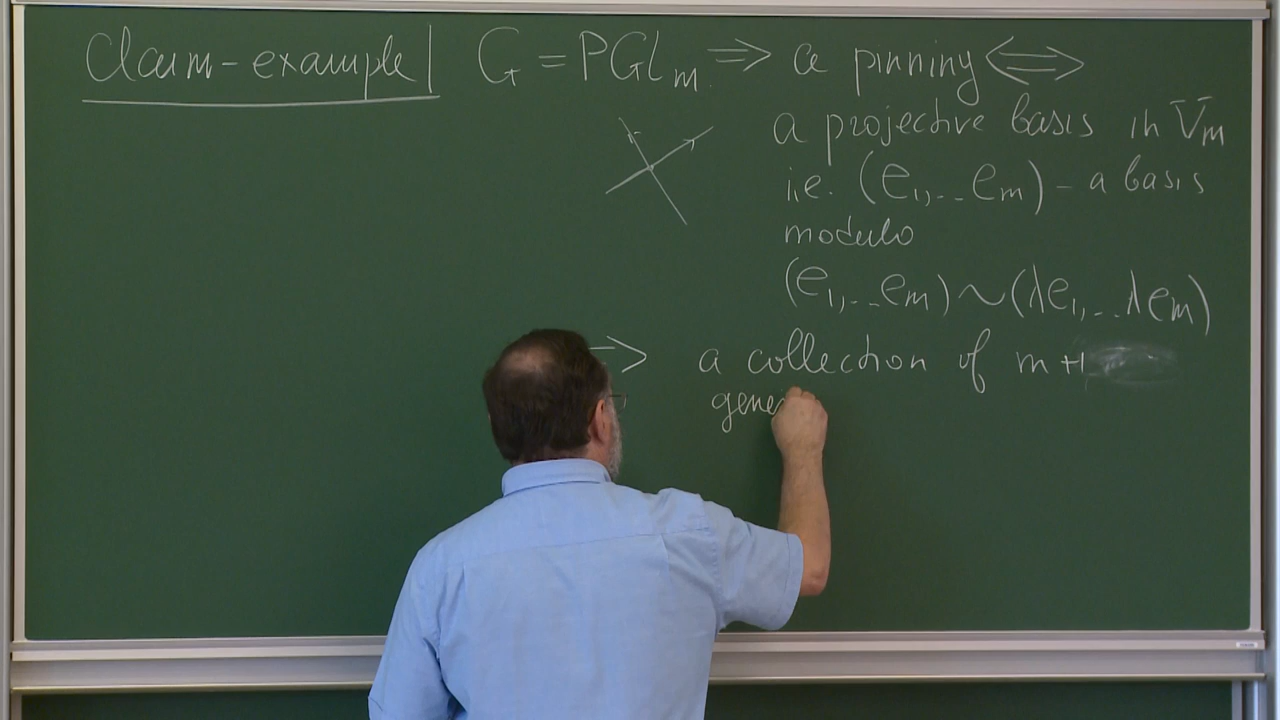 Claim-example G = PGL_m ⇒ a pinning ⟺
a projective basis in V_m
i.e. (e_1,..e_m) - a basis
modulo
(e_1,..e_m) ~ (λe_1,..λe_m)
⇒ a collection of m+1
gene